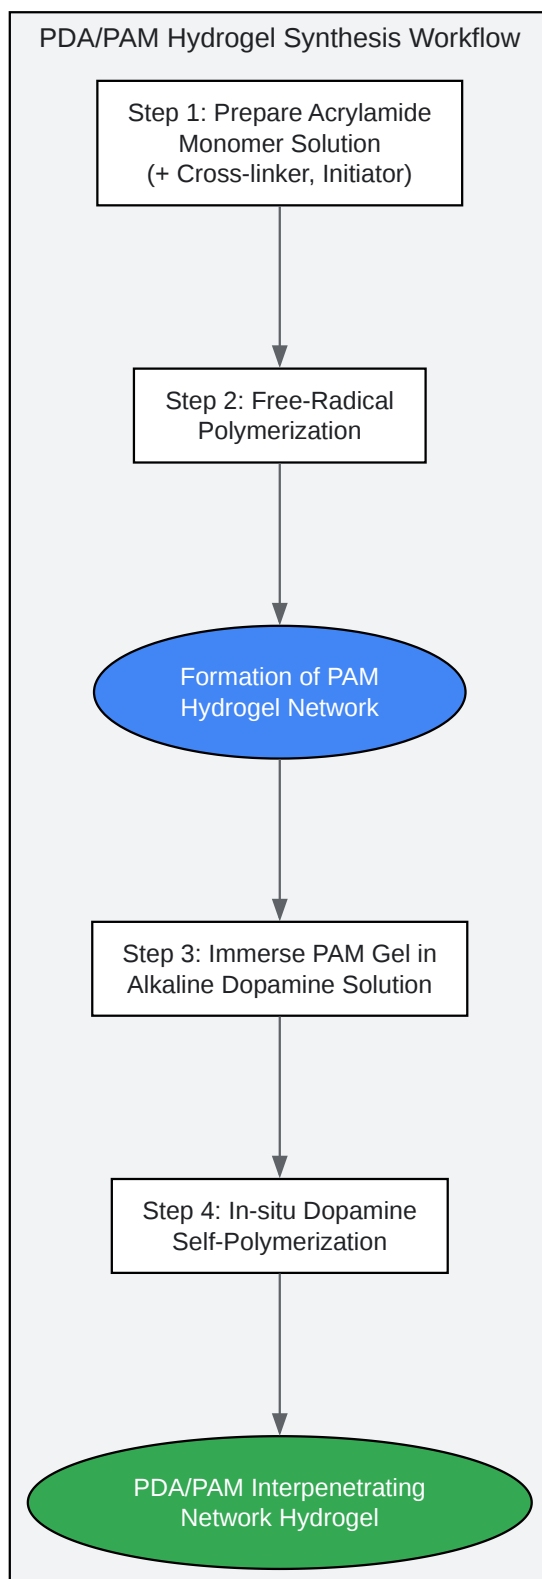 PDA/PAM Hydrogel Synthesis Workflow
Step 1: Prepare Acrylamide
Monomer Solution
(+ Cross-linker, Initiator)
Step 2: Free-Radical
Polymerization
Formation of PAM
Hydrogel Network
Step 3: Immerse PAM Gel in
Alkaline Dopamine Solution
Step 4: In-situ Dopamine
Self-Polymerization
PDA/PAM Interpenetrating
Network Hydrogel